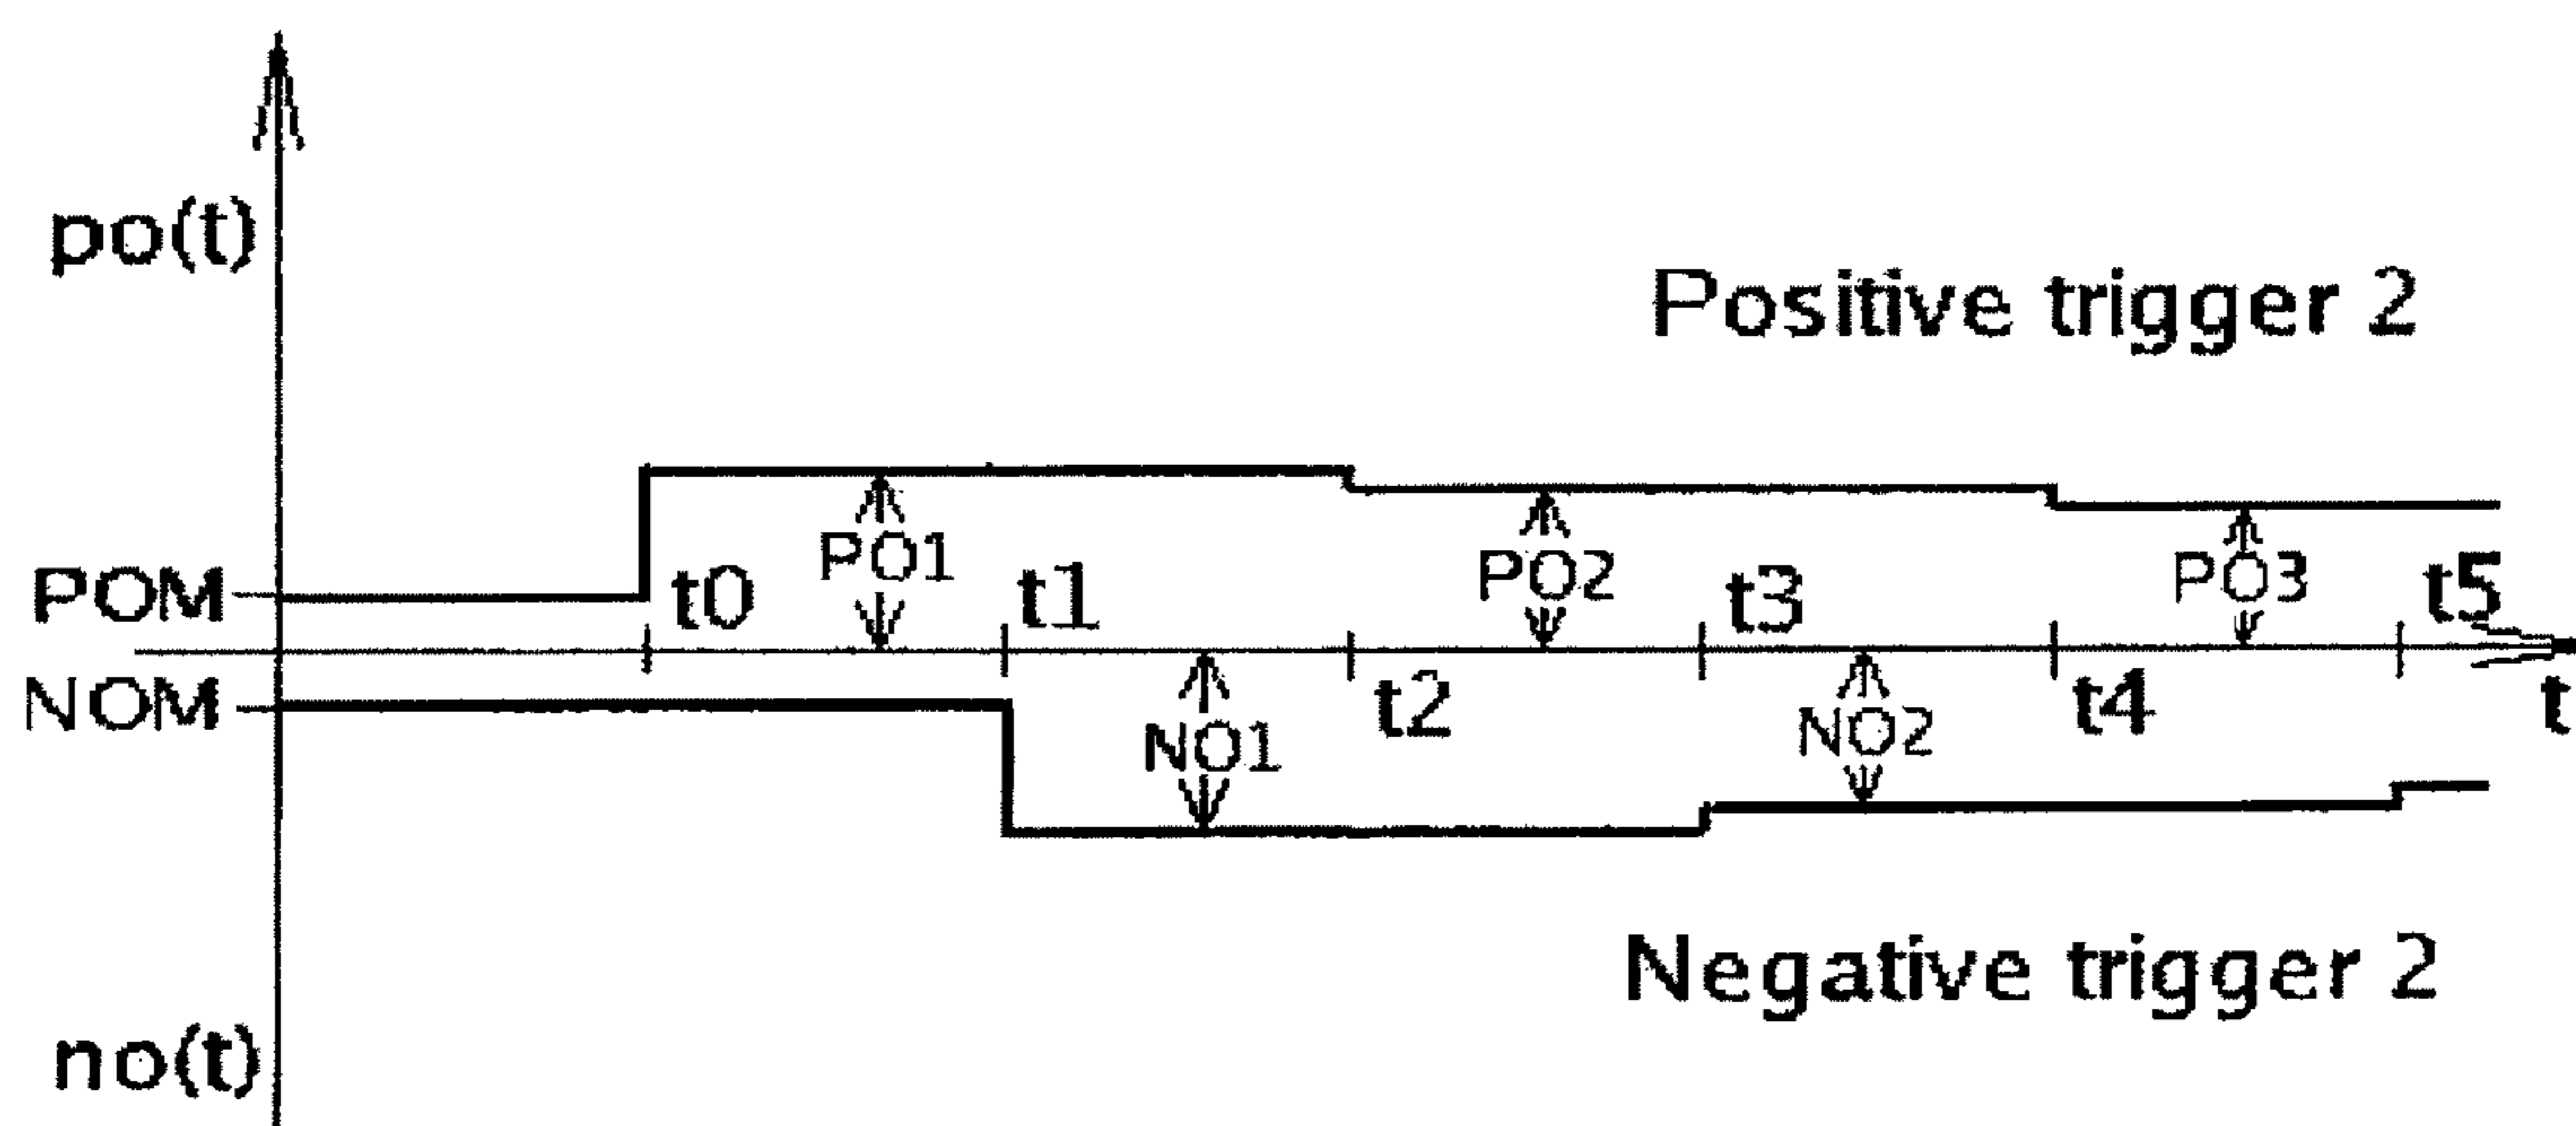 po(t)
Positive trigger 2
PO1
PO2
PO3
POM
t0
t1
t3
t5
NOM
NO1
t2
NO2
t4
t
Negative trigger 2
no(t)